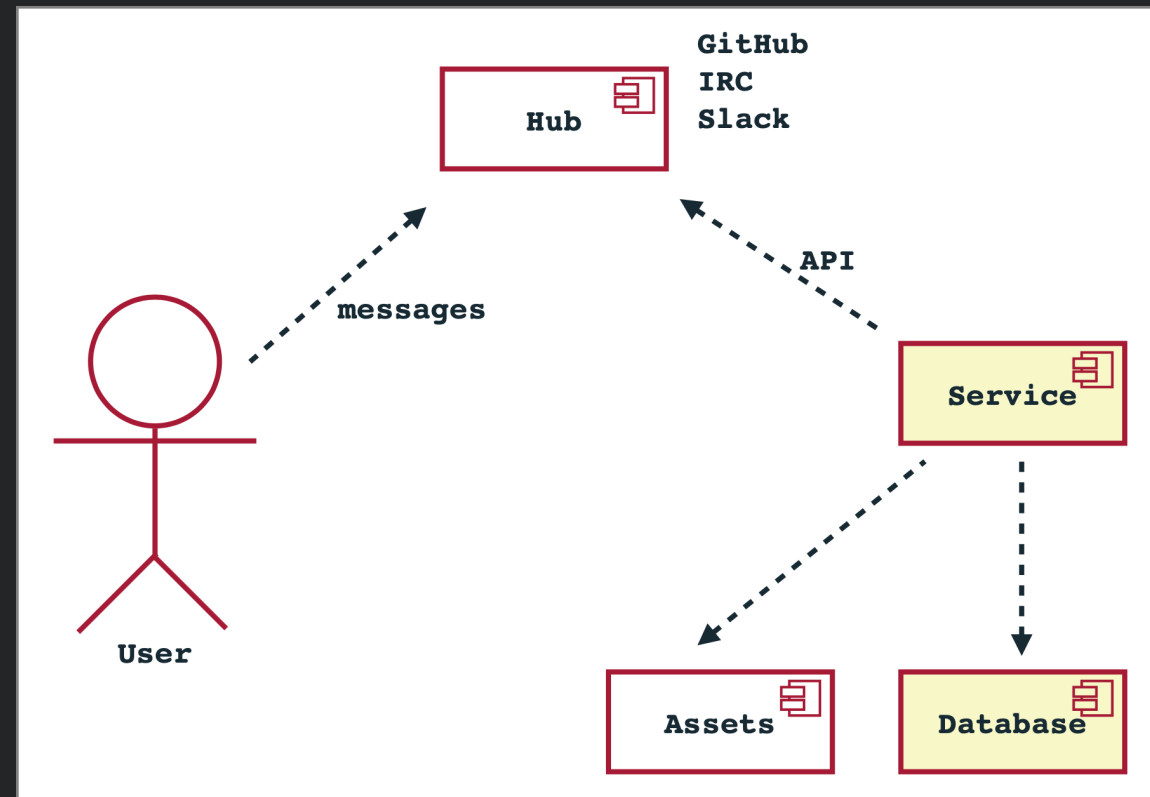 GitHub
IRC
Slack
Hub
API
messages
Service
User
Assets
Database